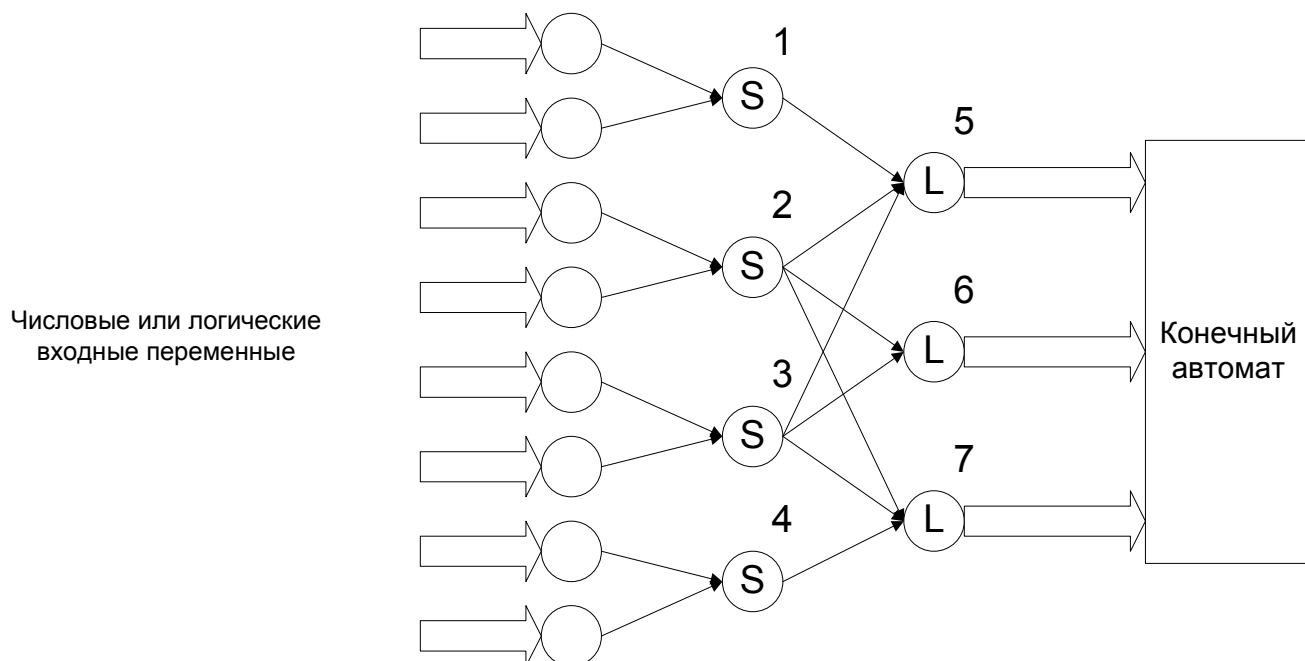 1
S
5
L
2
S
6
Числовые или логические
входные переменные
L
Конечный
автомат
3
S
7
L
4
S